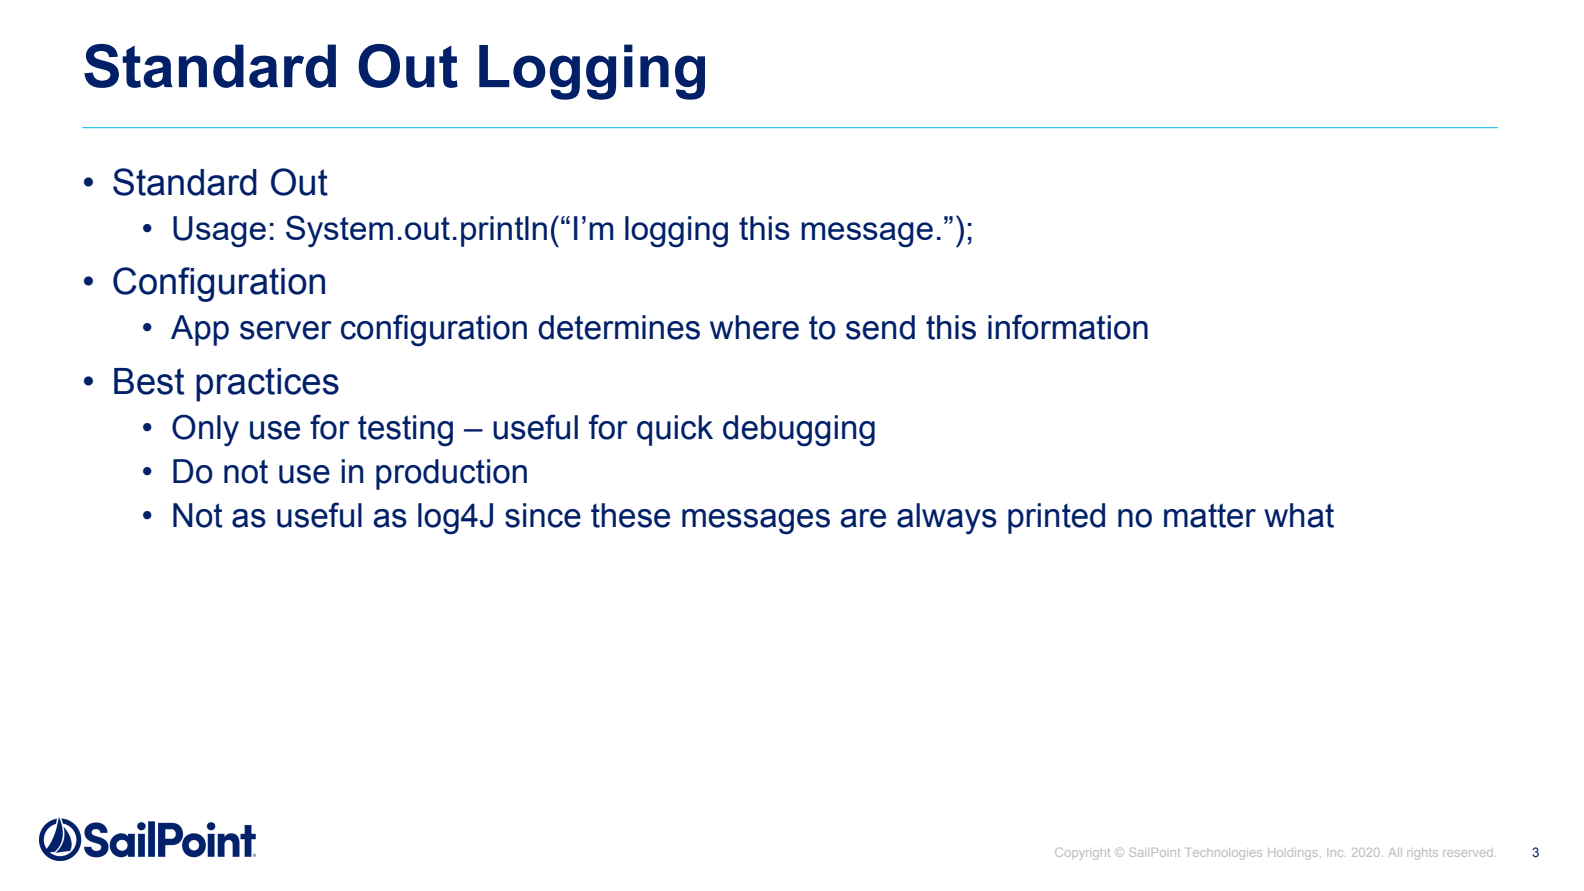 Standard Out Logging
• Standard Out
• Usage: System.out.println(“I’m logging this message.”);
• Configuration
• App server configuration determines where to send this information
• Best practices
• Only use for testing – useful for quick debugging
• Do not use in production
• Not as useful as log4J since these messages are always printed no matter what
SailPoint
Copyright © SailPoint Technologies Holdings, Inc. 2020. All rights reserved. 3